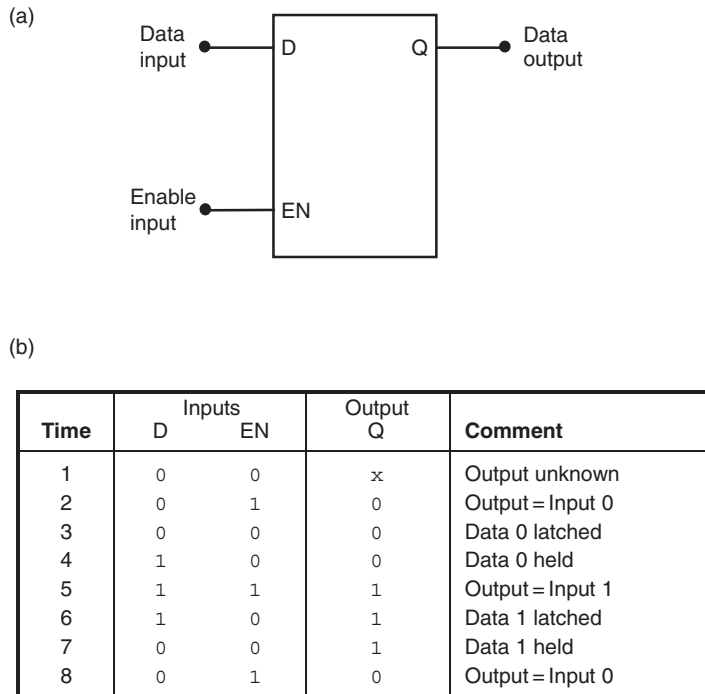 (a)
Data input
D
Q
Data output
Enable input
EN
(b)
Inputs Output
Time D EN Q Comment
1 0 0 x Output unknown
2 0 1 0 Output = Input 0
3 0 0 0 Data 0 latched
4 1 0 0 Data 0 held
5 1 1 1 Output = Input 1
6 1 0 1 Data 1 latched
7 0 0 1 Data 1 held
8 0 1 0 Output = Input 0